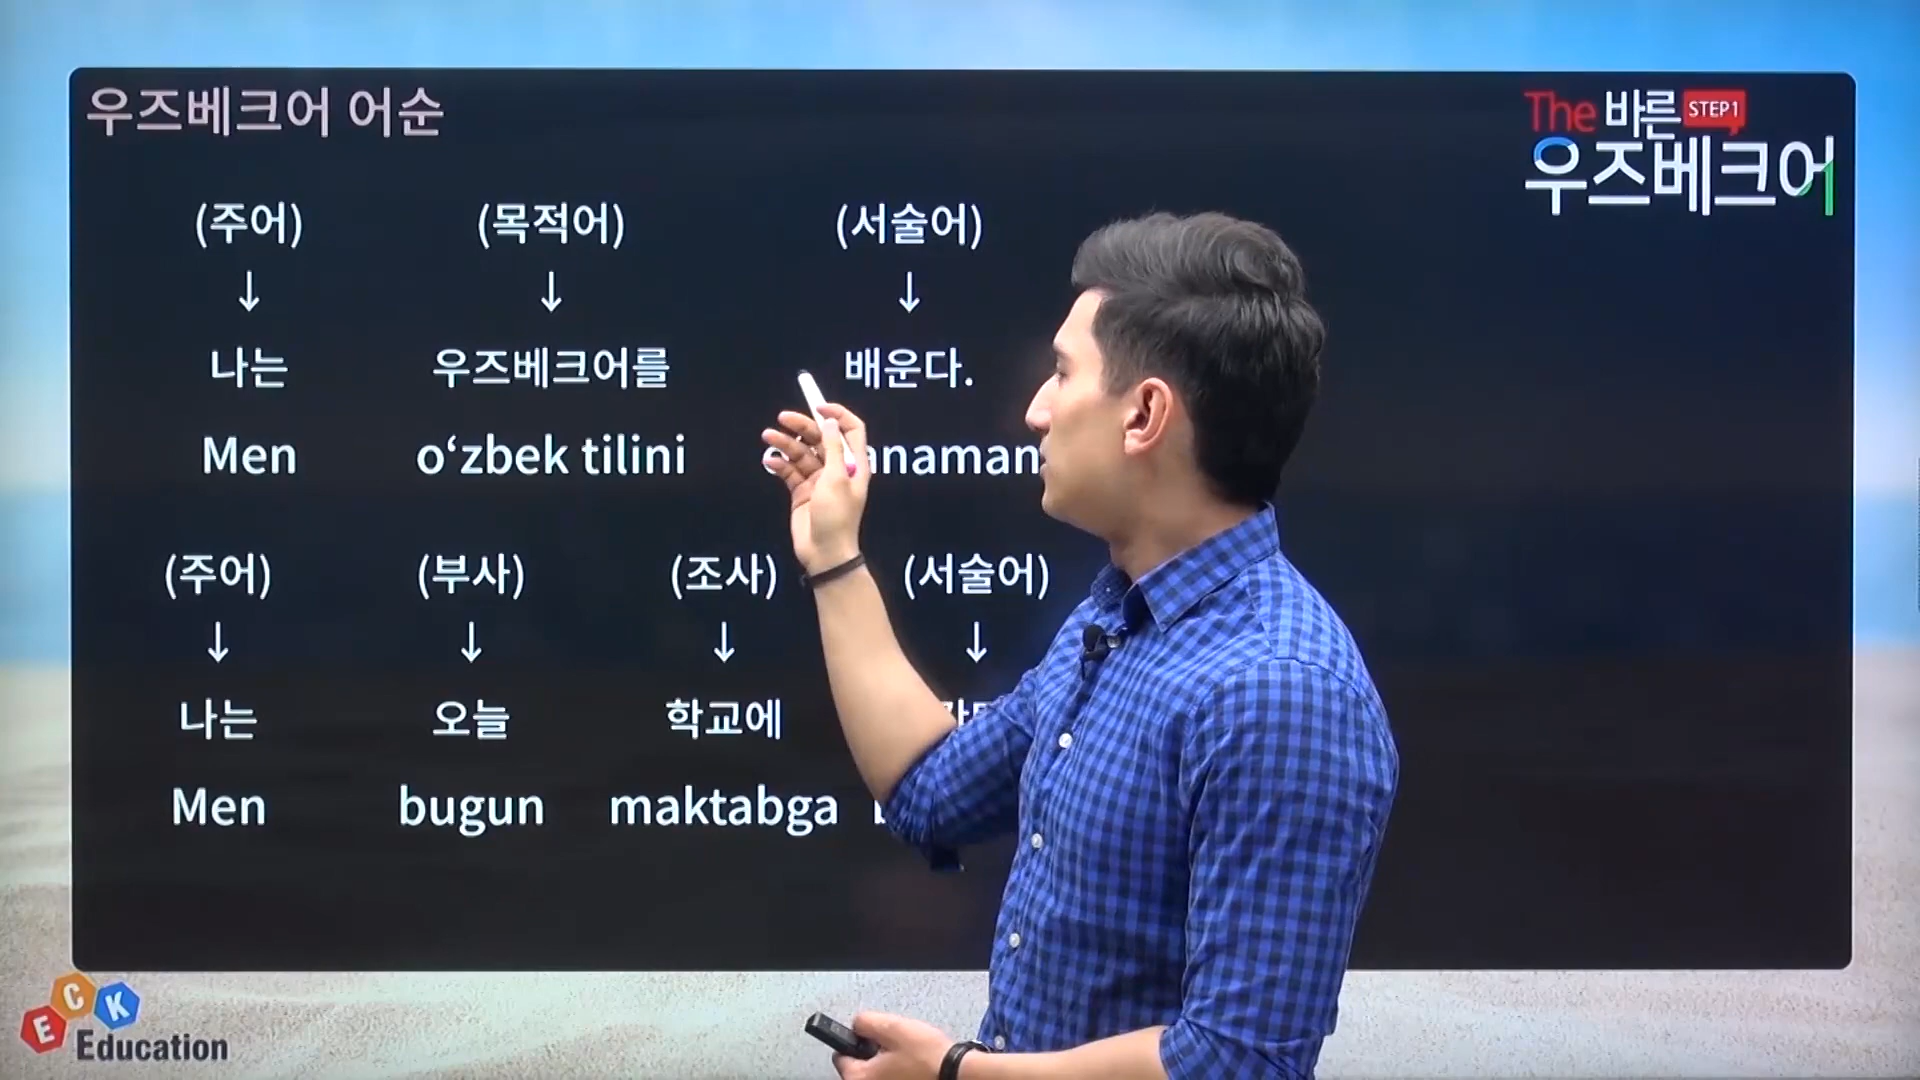 우즈베크어 어순
The 바른 STEP1
우즈베크어
(주어) (목적어) (서술어)
↓ ↓ ↓
나는 우즈베크어를 배운다.
Men o‘zbek tilini
(주어) (부사) (조사) (서술어)
↓ ↓ ↓ ↓
나는 오늘 학교에
Men bugun maktabga
ECK
Education